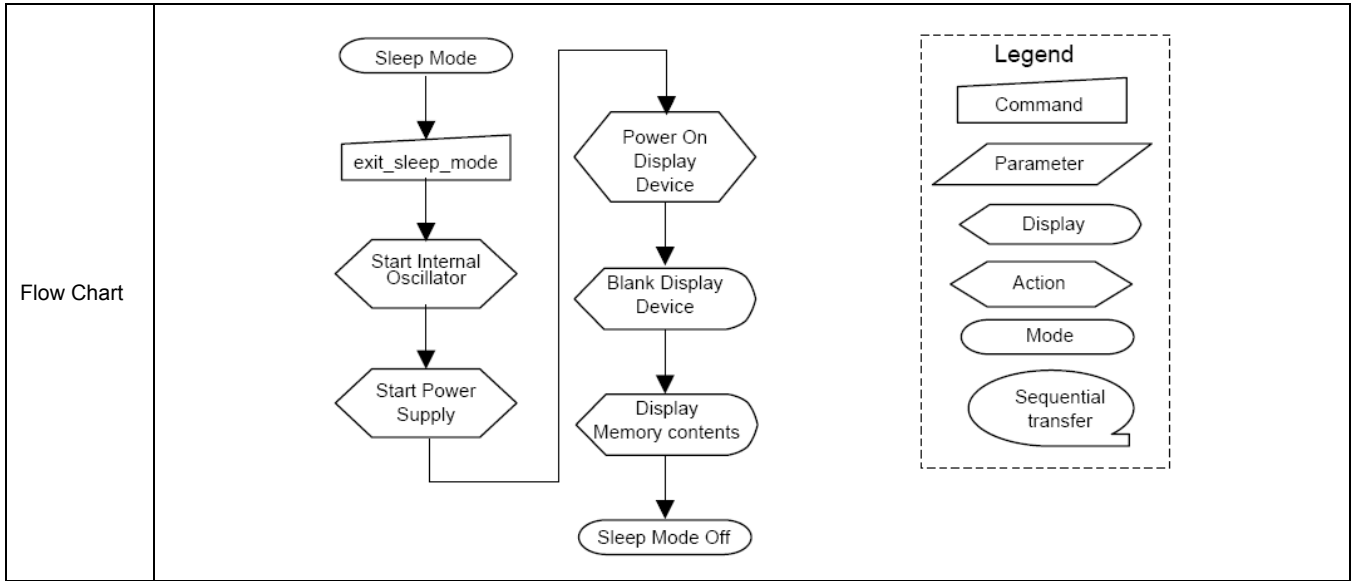 Flow Chart
Sleep Mode
exit_sleep_mode
Start Internal
Oscillator
Start Power
Supply
Power On
Display
Device
Blank Display
Device
Display
Memory contents
Sleep Mode Off
Legend
Command
Parameter
Display
Action
Mode
Sequential
transfer